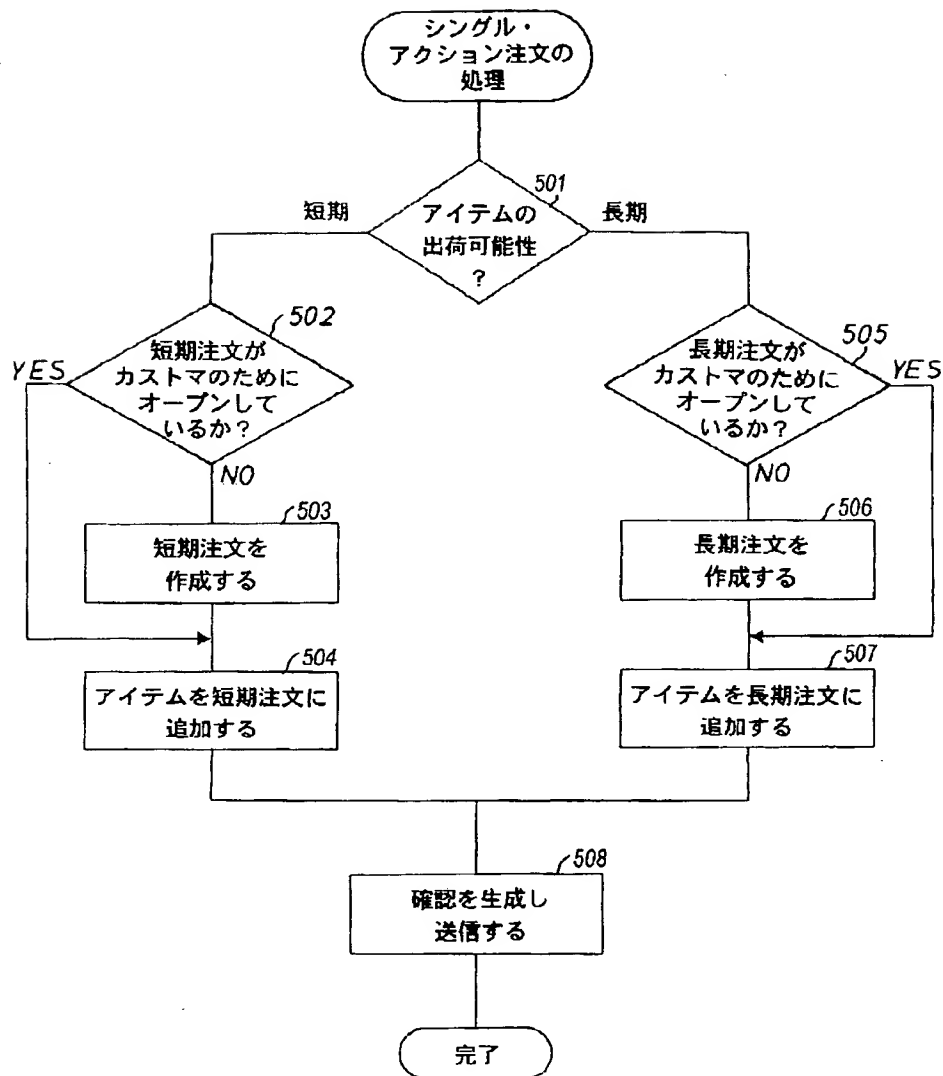 シングル・
アクション注文の
処理
501
短期
アイテムの
出荷可能性
？
長期
502
YES
短期注文が
カストマのために
オープンして
いるか？
NO
505
YES
長期注文が
カストマのために
オープンして
いるか？
NO
503
短期注文を
作成する
506
長期注文を
作成する
504
アイテムを短期注文に
追加する
507
アイテムを長期注文に
追加する
508
確認を生成し
送信する
完了